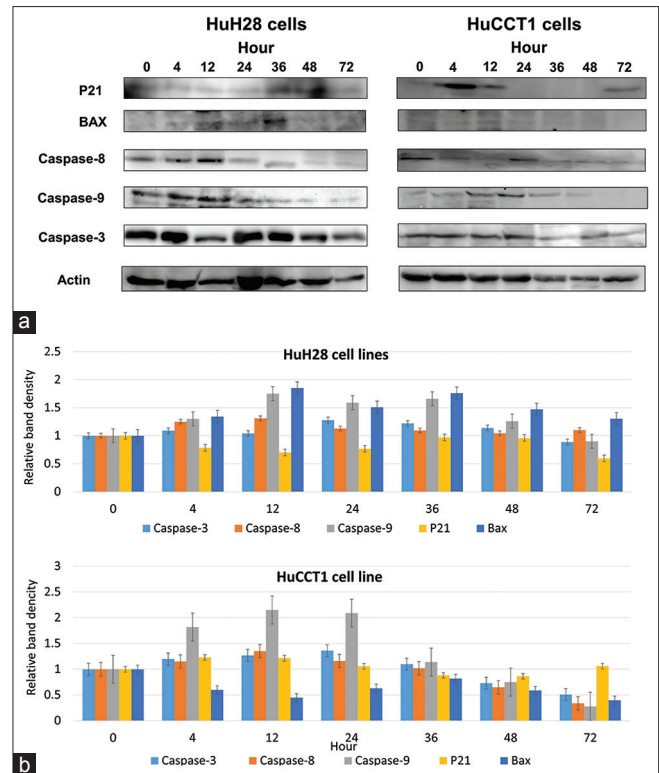 HuH28 cells HuCCT1 cells
Hour Hour
0 4 12 24 36 48 72 0 4 12 24 36 48 72
P21
BAX
Caspase-8
Caspase-9
Caspase-3
Actin
a
HuH28 cell lines
Relative band density
2.5
2
1.5
1
0.5
0
0 4 12 24 36 48 72
Caspase-3 Caspase-8 Caspase-9 P21 Bax
HuCCT1 cell line
Relative band dencity
3
2.5
2
1.5
1
0.5
0
0 4 12 24 36 48 72
Hour
Caspase-3 Caspase-8 Caspase-9 P21 Bax
b